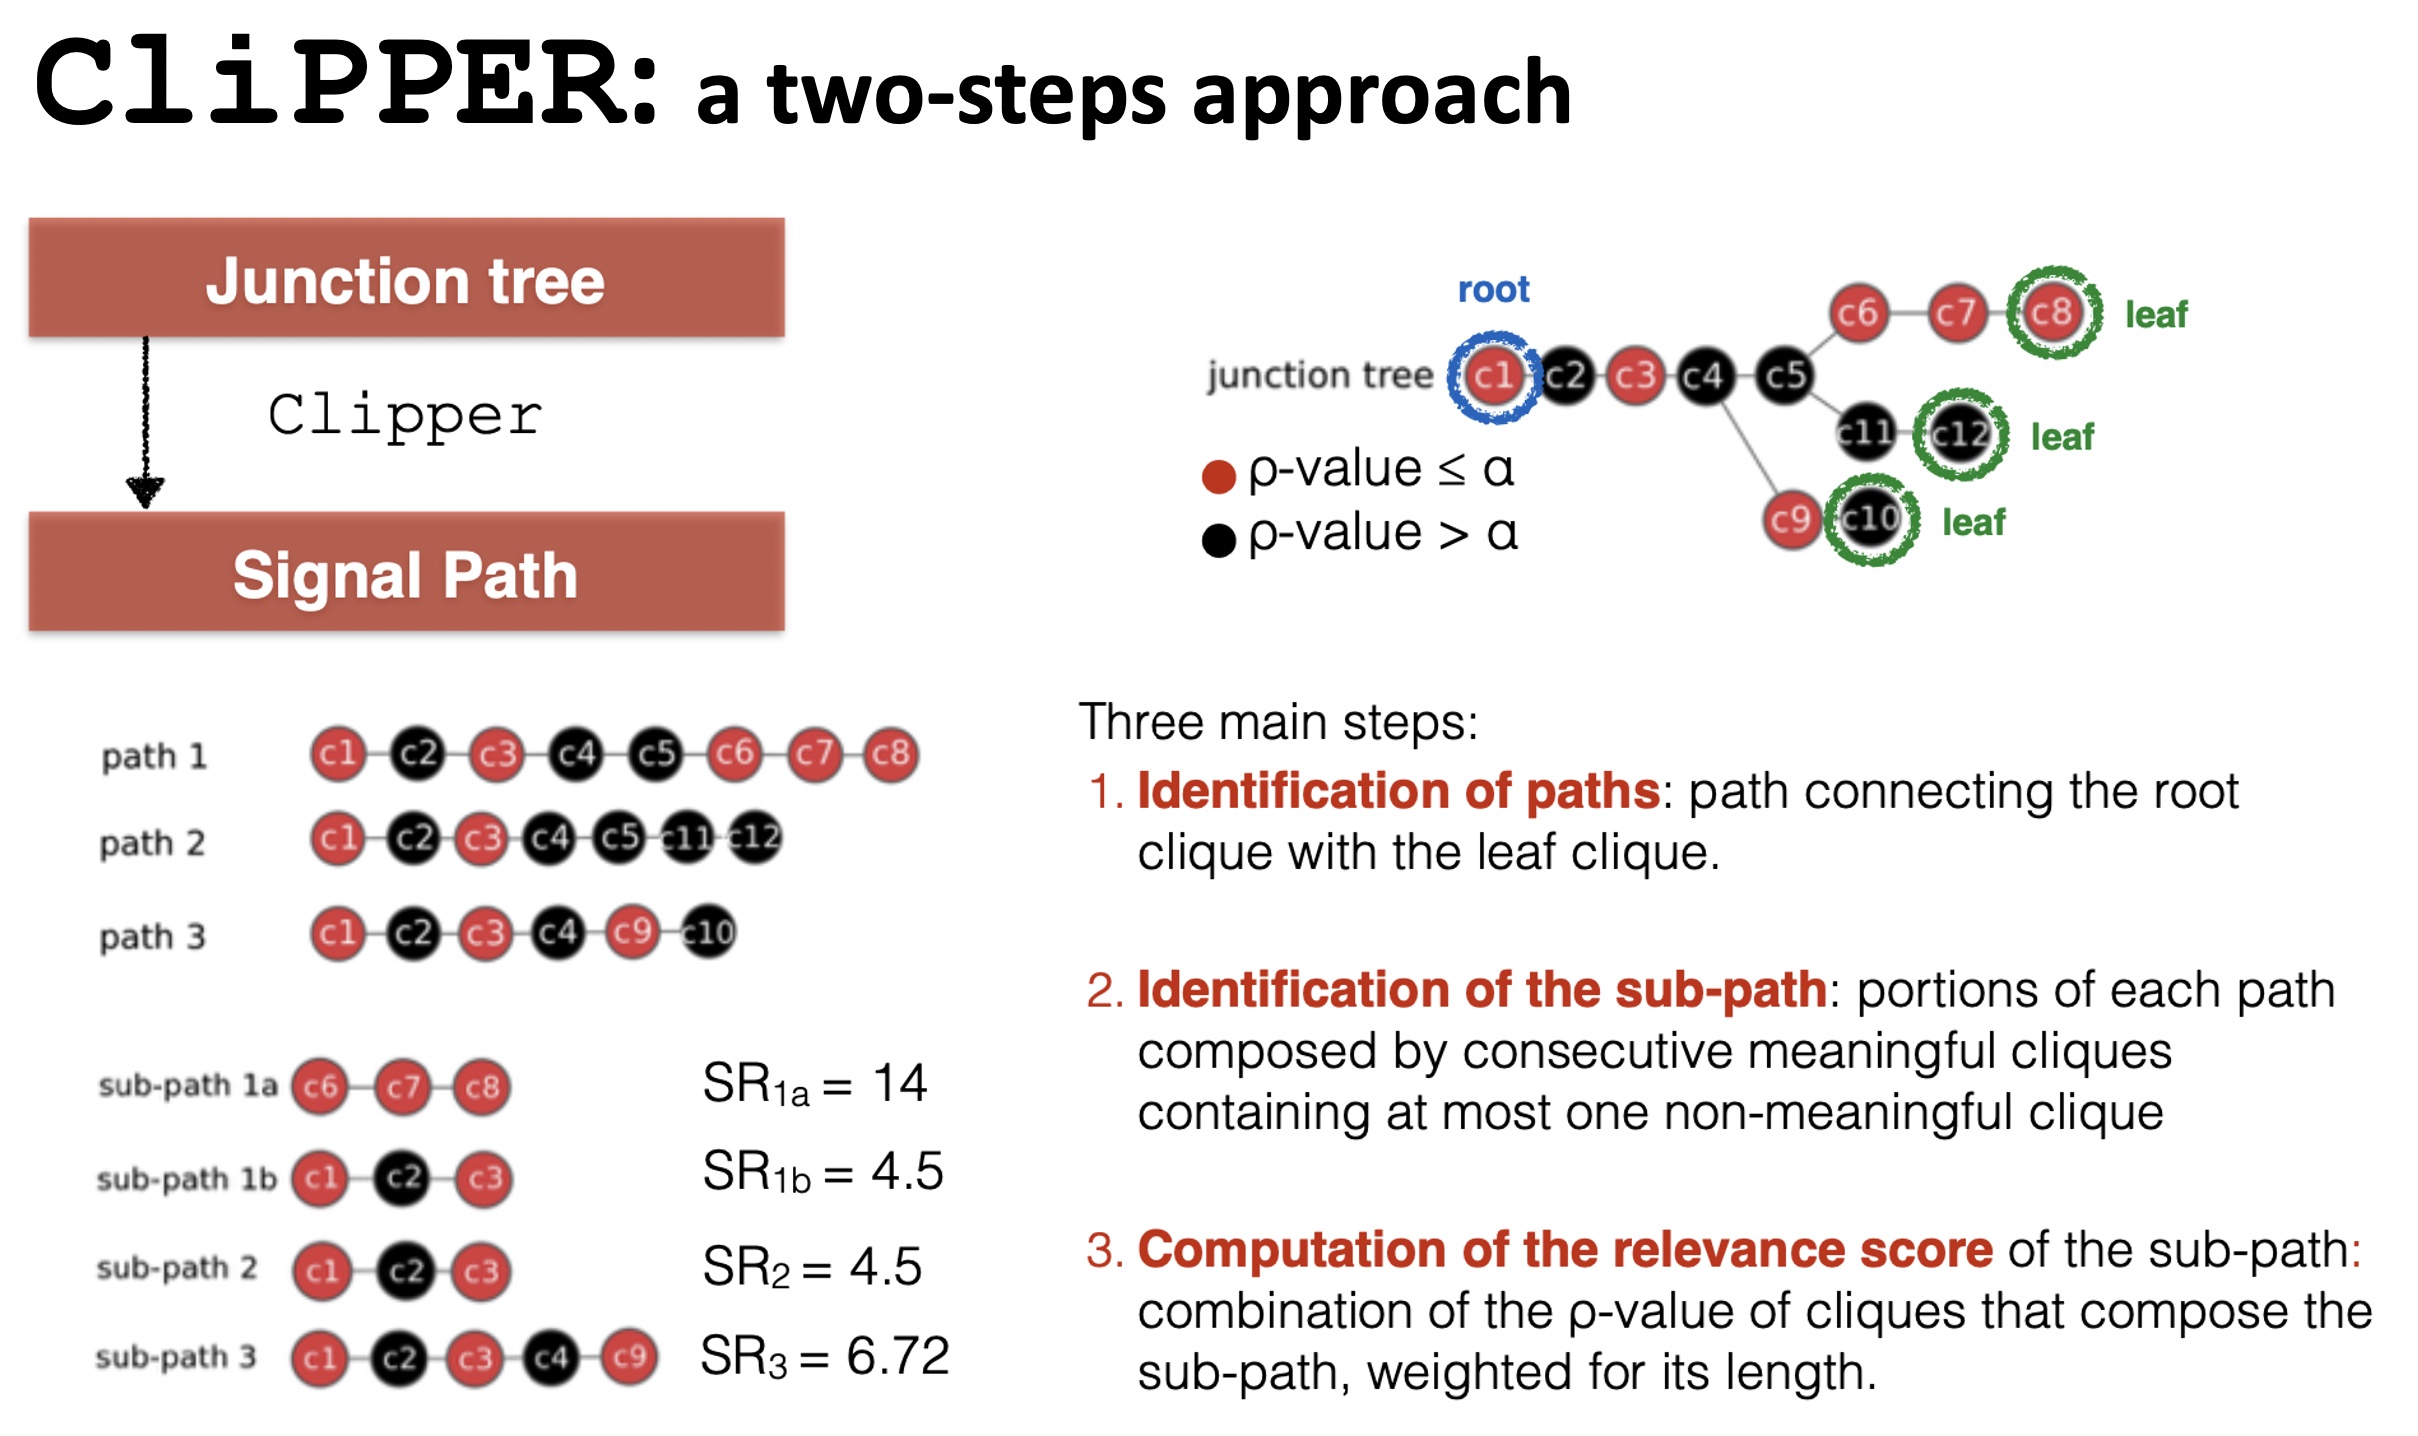 CliPPER: a two-steps approach
Junction tree
Clipper
Signal Path
root
junction tree c1 c2 c3 c4 c5
c6 c7 c8 leaf
c11 c12 leaf
c9 c10 leaf
ρ-value ≤ α
ρ-value > α
path 1 c1 c2 c3 c4 c5 c6 c7 c8
path 2 c1 c2 c3 c4 c5 c11 c12
path 3 c1 c2 c3 c4 c9 c10
sub-path 1a c6 c7 c8 SR1a = 14
sub-path 1b c1 c2 c3 SR1b = 4.5
sub-path 2 c1 c2 c3 SR2 = 4.5
sub-path 3 c1 c2 c3 c4 c9 SR3 = 6.72
Three main steps:
1. Identification of paths: path connecting the root
clique with the leaf clique.
2. Identification of the sub-path: portions of each path
composed by consecutive meaningful cliques
containing at most one non-meaningful clique
3. Computation of the relevance score of the sub-path:
combination of the ρ-value of cliques that compose the
sub-path, weighted for its length.